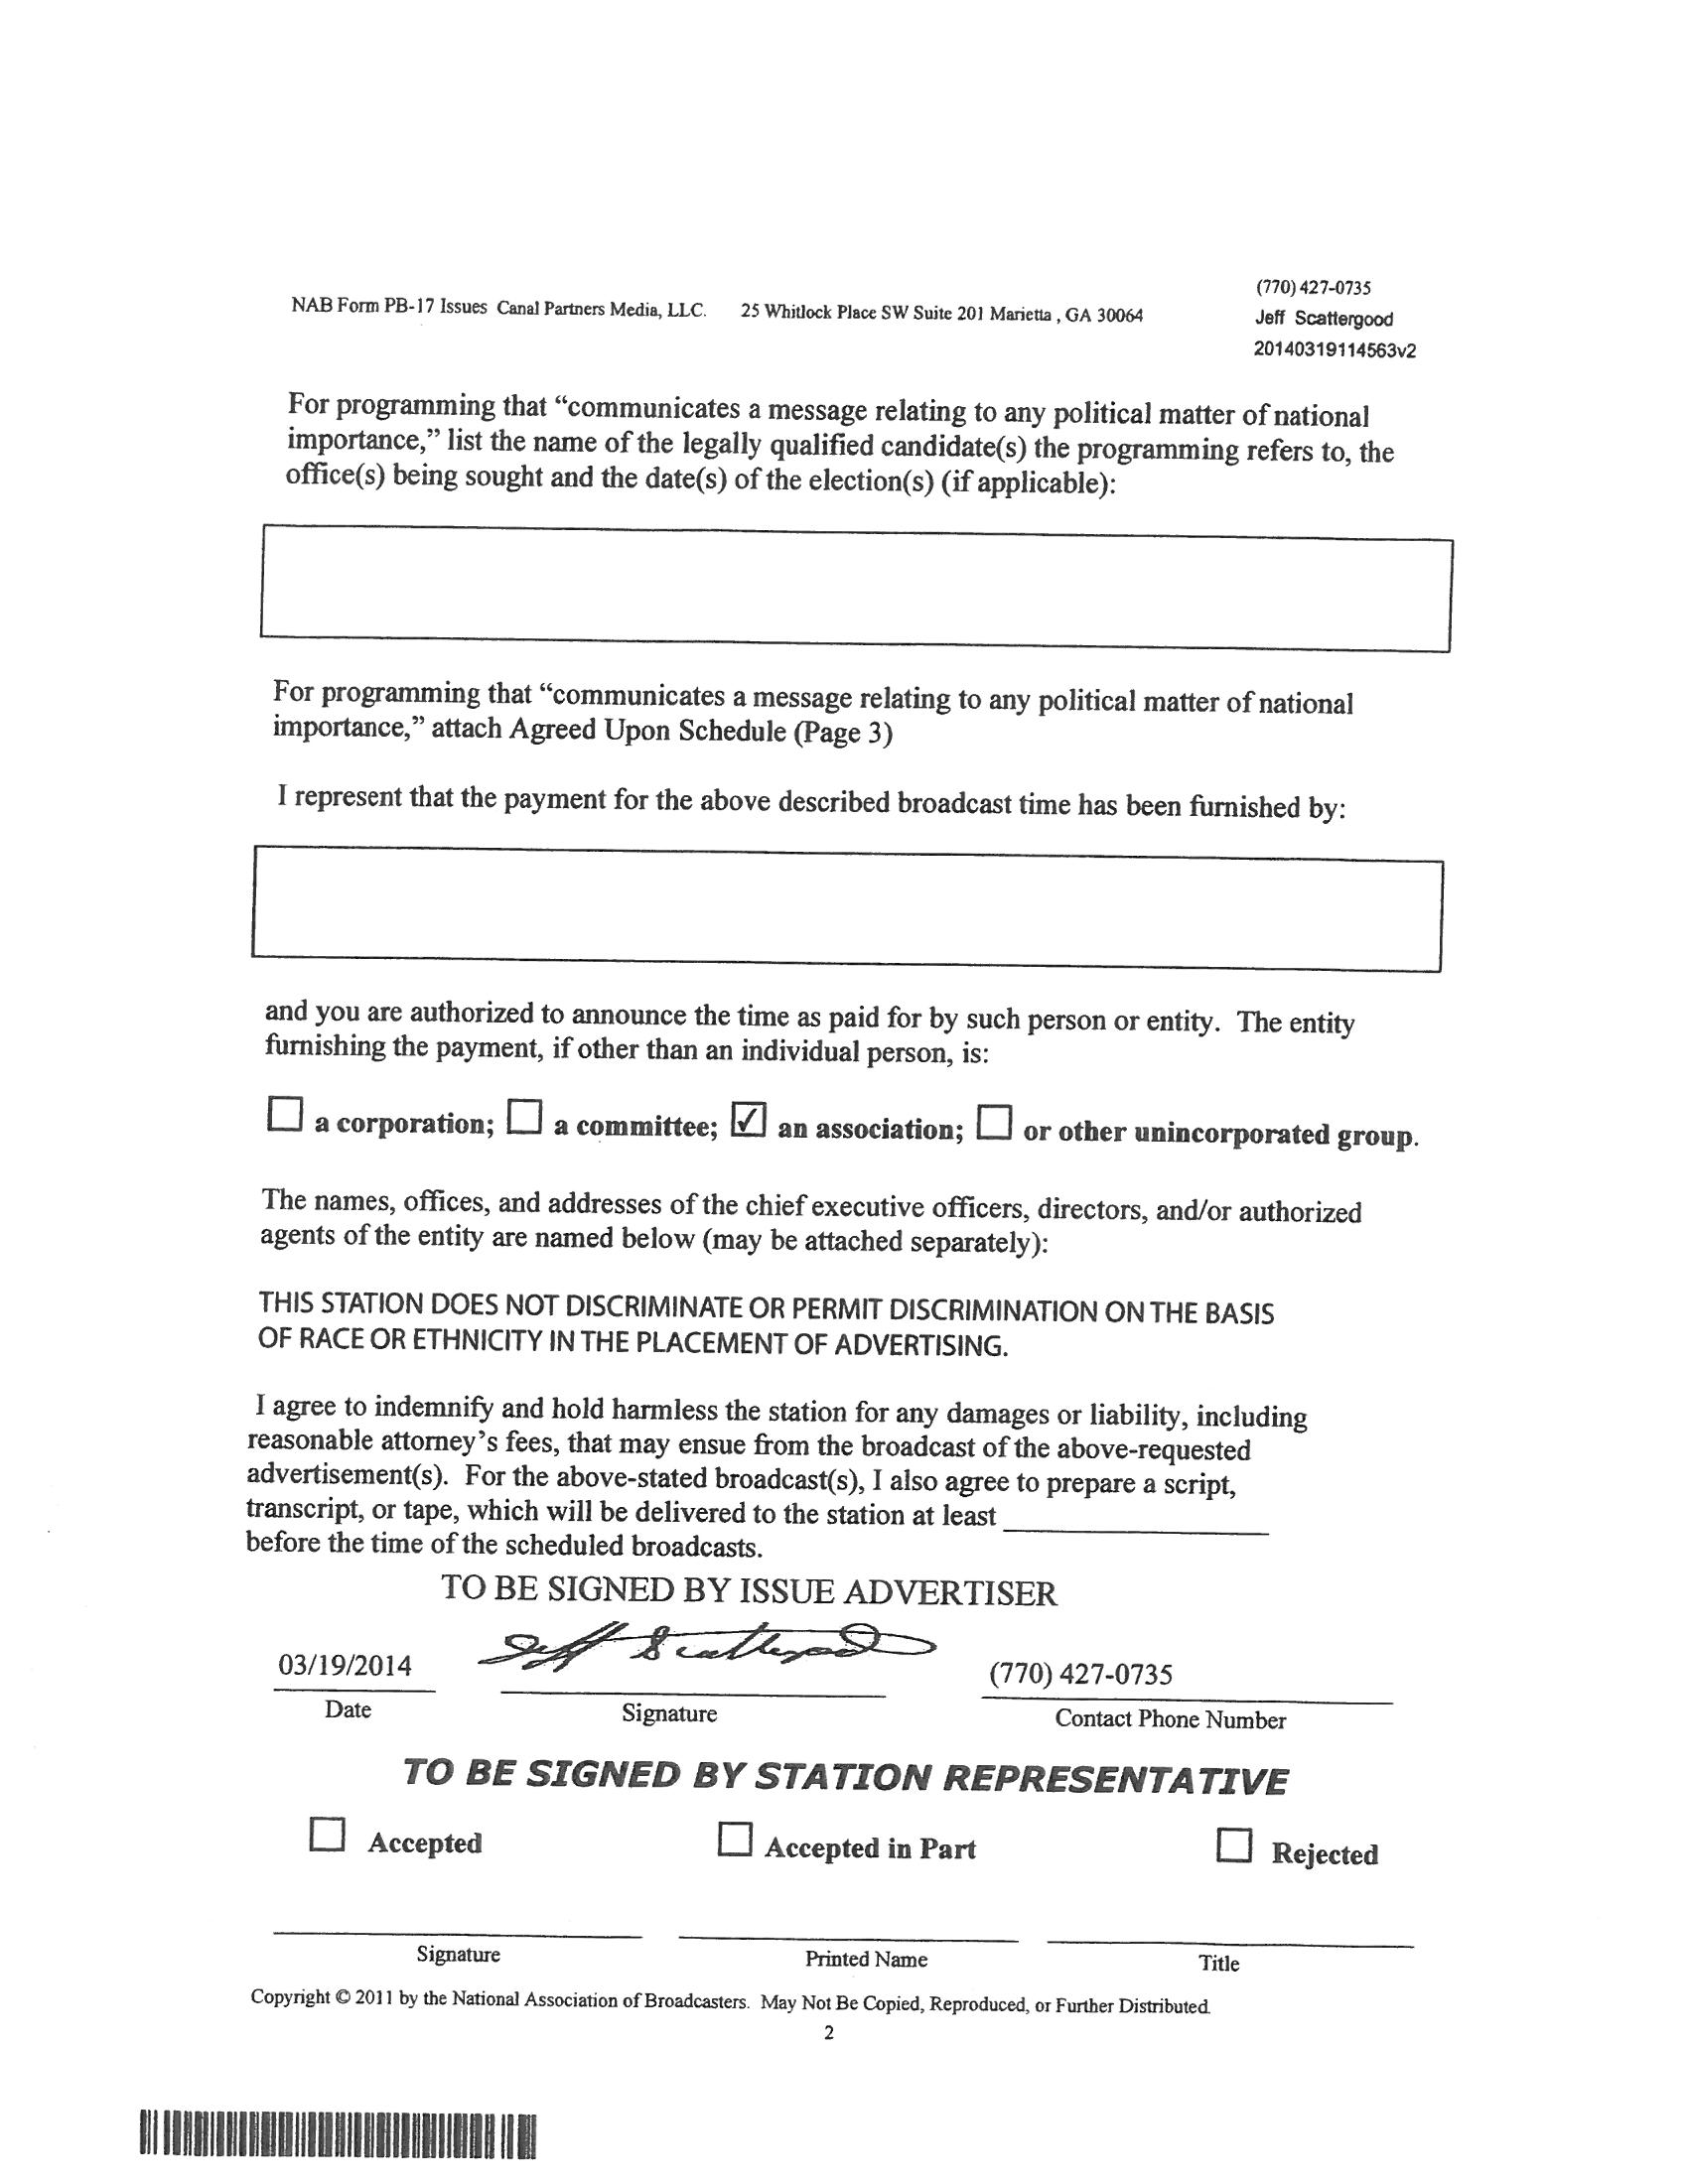 NAB Form PB-17 Issues Canal Partners Media, LLC. 25 Whitlock Place SW Suite 201 Marietta , GA 30064
(770) 427-0735
Jeff Scattergood
20140319114563v2
For programming that “communicates a message relating to any political matter of national
importance,” list the name of the legally qualified candidate(s) the programming refers to, the
office(s) being sought and the date(s) of the election(s) (if applicable):
For programming that “communicates a message relating to any political matter of national
importance,” attach Agreed Upon Schedule (Page 3)
I represent that the payment for the above described broadcast time has been furnished by:
and you are authorized to announce the time as paid for by such person or entity. The entity
furnishing the payment, if other than an individual person, is:
a corporation; a committee; ✓ an association; or other unincorporated group.
The names, offices, and addresses of the chief executive officers, directors, and/or authorized
agents of the entity are named below (may be attached separately):
THIS STATION DOES NOT DISCRIMINATE OR PERMIT DISCRIMINATION ON THE BASIS
OF RACE OR ETHNICITY IN THE PLACEMENT OF ADVERTISING.
I agree to indemnify and hold harmless the station for any damages or liability, including
reasonable attorney’s fees, that may ensue from the broadcast of the above-requested
advertisement(s). For the above-stated broadcast(s), I also agree to prepare a script,
transcript, or tape, which will be delivered to the station at least
before the time of the scheduled broadcasts.
TO BE SIGNED BY ISSUE ADVERTISER
03/19/2014 Jeff Scattergood (770) 427-0735
Date Signature Contact Phone Number
TO BE SIGNED BY STATION REPRESENTATIVE
Accepted Accepted in Part Rejected
Signature Printed Name Title
Copyright © 2011 by the National Association of Broadcasters. May Not Be Copied, Reproduced, or Further Distributed.
2